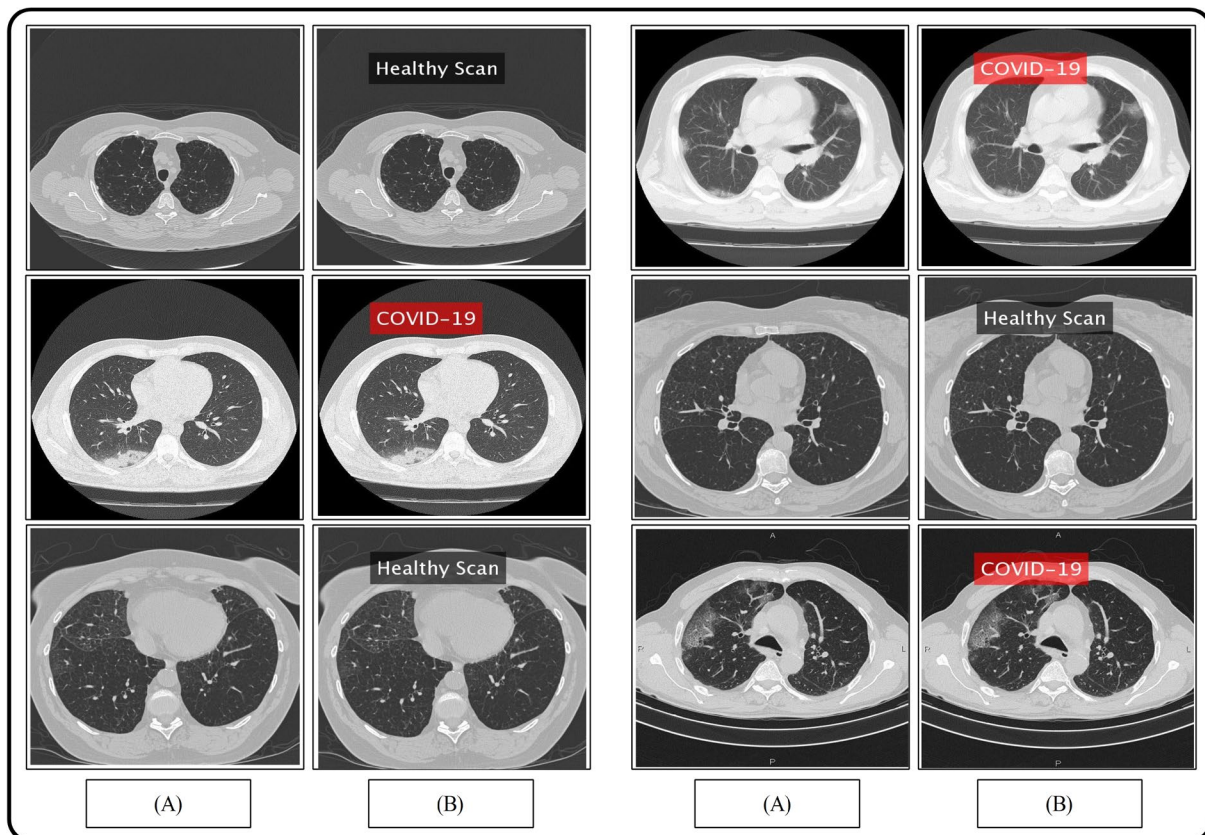 Healthy Scan
COVID-19
COVID-19
Healthy Scan
Healthy Scan
A
A
COVID-19
R
L
R
L
P
P
(A)
(B)
(A)
(B)